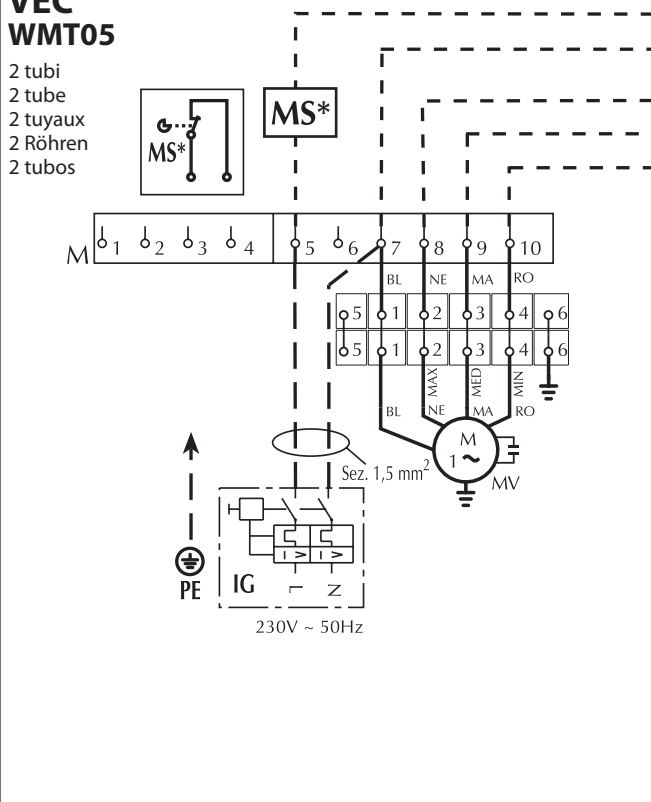 VEC
WMT05
2 tubi
2 tube
2 tuyaux
2 Röhren
2 tubos
MS*
MS*
M 1 2 3 4 5 6 7 8 9 10
BL NE MA RO
5 1 2 3 4 6
5 1 2 3 4 6
MAX MED MIN
BL NE MA RO
M
1 ~
MV
Sez. 1,5 mm²
I > I >
PE
IG L N
230V ~ 50Hz